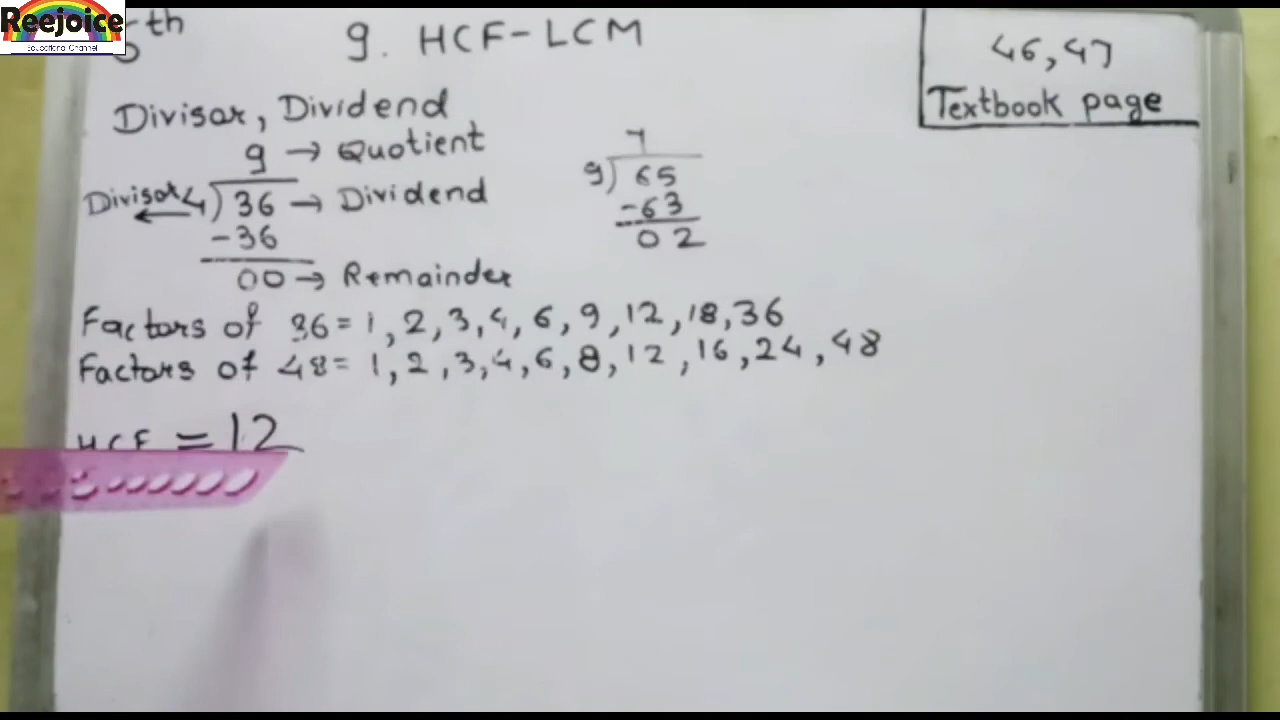 Reejoice
Educational Channel
th
9. HCF-LCM
46,47
Textbook page
Divisor, Dividend
9 → Quotient
Divisor 4) 36 → Dividend
-36
00 → Remainder
7
9) 65
-63
02
Factors of 36 = 1, 2, 3, 4, 6, 9, 12, 18, 36
Factors of 48 = 1, 2, 3, 4, 6, 8, 12, 16, 24, 48
HCF = 12